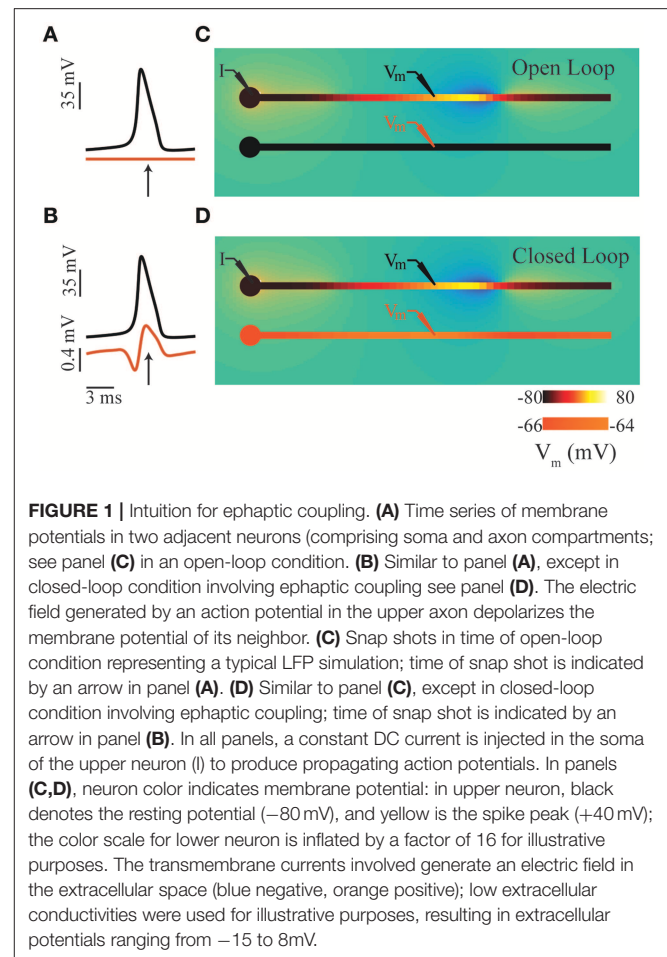 A
C
35 mV
I
V_m
Open Loop
V_m
B
D
35 mV
0.4 mV
3 ms
I
V_m
Closed Loop
V_m
-80 80
-66 -64
V_m (mV)
FIGURE 1 | Intuition for ephaptic coupling. (A) Time series of membrane
potentials in two adjacent neurons (comprising soma and axon compartments;
see panel (C) in an open-loop condition. (B) Similar to panel (A), except in
closed-loop condition involving ephaptic coupling see panel (D). The electric
field generated by an action potential in the upper axon depolarizes the
membrane potential of its neighbor. (C) Snap shots in time of open-loop
condition representing a typical LFP simulation; time of snap shot is indicated
by an arrow in panel (A). (D) Similar to panel (C), except in closed-loop
condition involving ephaptic coupling; time of snap shot is indicated by an
arrow in panel (B). In all panels, a constant DC current is injected in the soma
of the upper neuron (I) to produce propagating action potentials. In panels
(C,D), neuron color indicates membrane potential: in upper neuron, black
denotes the resting potential (−80 mV), and yellow is the spike peak (+40 mV);
the color scale for lower neuron is inflated by a factor of 16 for illustrative
purposes. The transmembrane currents involved generate an electric field in
the extracellular space (blue negative, orange positive); low extracellular
conductivities were used for illustrative purposes, resulting in extracellular
potentials ranging from −15 to 8mV.